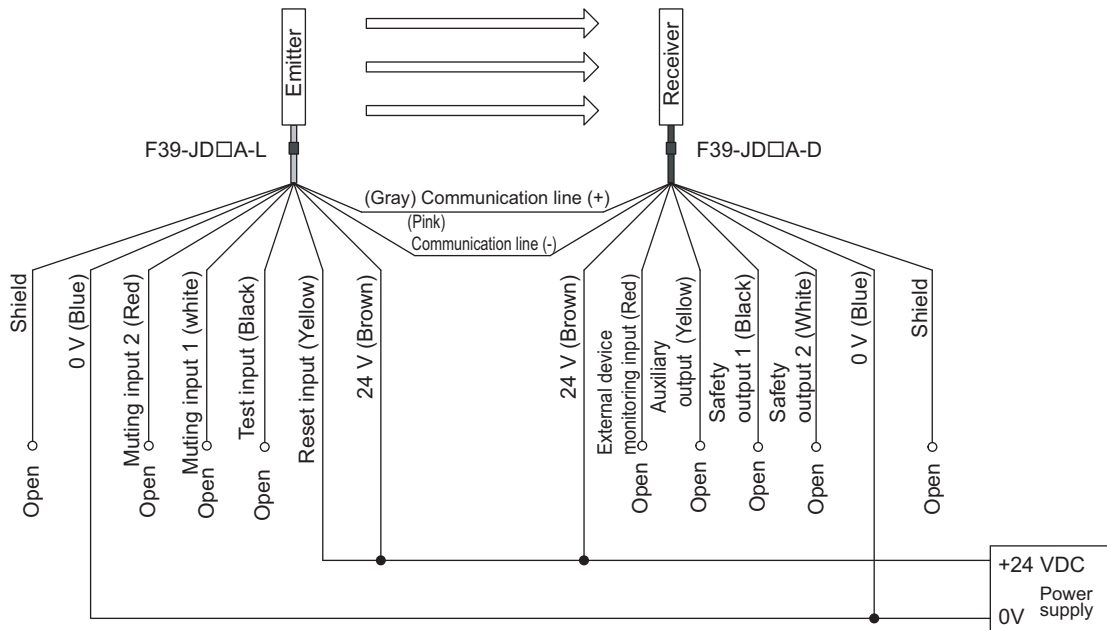 Emitter
Receiver
F39-JD□A-L
F39-JD□A-D
(Gray) Communication line (+)
(Pink)
Communication line (-)
Shield
0 V (Blue)
Muting input 2 (Red)
Muting input 1 (white)
Test input (Black)
Reset input (Yellow)
24 V (Brown)
24 V (Brown)
External device
monitoring input (Red)
Auxiliary
output (Yellow)
Safety
output 1 (Black)
Safety
output 2 (White)
0 V (Blue)
Shield
Open
Open
Open
Open
Open
Open
Open
Open
Open
+24 VDC
Power
supply
0V